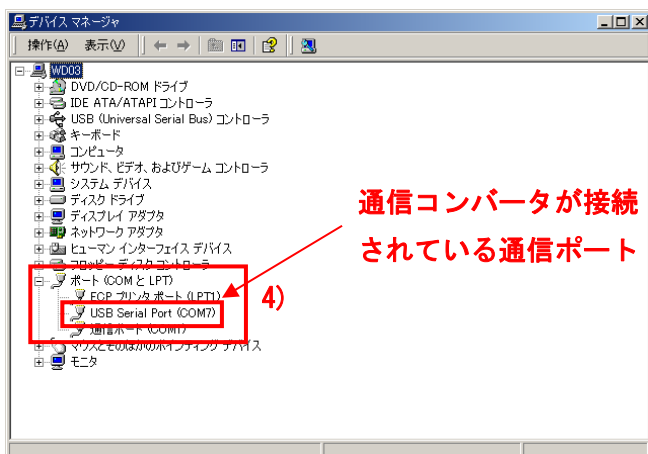 デバイス マネージャ
操作(A) 表示(V)
WD03
DVD/CD-ROM ドライブ
IDE ATA/ATAPI コントローラ
USB (Universal Serial Bus) コントローラ
キーボード
コンピュータ
サウンド、ビデオ、およびゲーム コントローラ
システム デバイス
ディスク ドライブ
ディスプレイ アダプタ
ネットワーク アダプタ
ヒューマン インターフェイス デバイス
フロッピー ディスク コントローラ
ポート (COM と LPT)
ECP プリンタ ポート (LPT1)
USB Serial Port (COM7)
通信ポート (COM1)
マウスとそのほかのポインティング デバイス
モニタ
通信コンバータが接続
されている通信ポート
4)